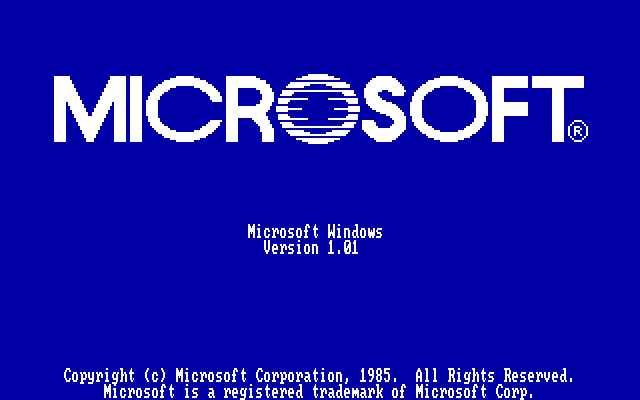 MICROSOFT®
Microsoft Windows
Version 1.01
Copyright (c) Microsoft Corporation, 1985. All Rights Reserved.
Microsoft is a registered trademark of Microsoft Corp.